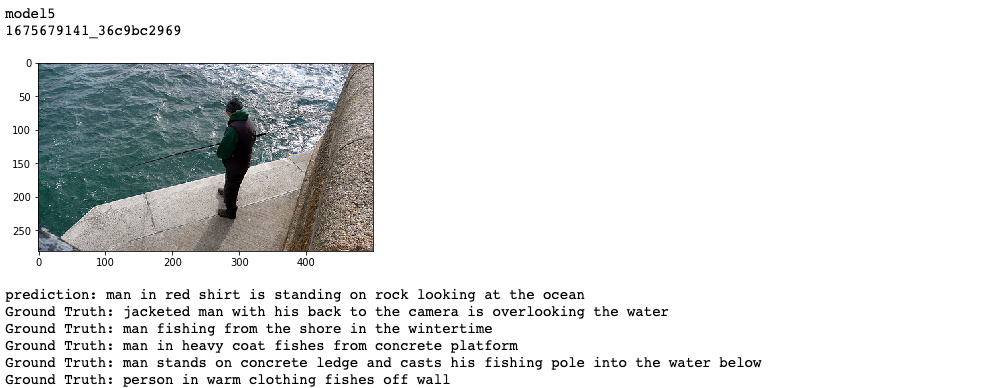 model5
1675679141_36c9bc2969
0
50
100
150
200
250
0 100 200 300 400
prediction: man in red shirt is standing on rock looking at the ocean
Ground Truth: jacketed man with his back to the camera is overlooking the water
Ground Truth: man fishing from the shore in the wintertime
Ground Truth: man in heavy coat fishes from concrete platform
Ground Truth: man stands on concrete ledge and casts his fishing pole into the water below
Ground Truth: person in warm clothing fishes off wall